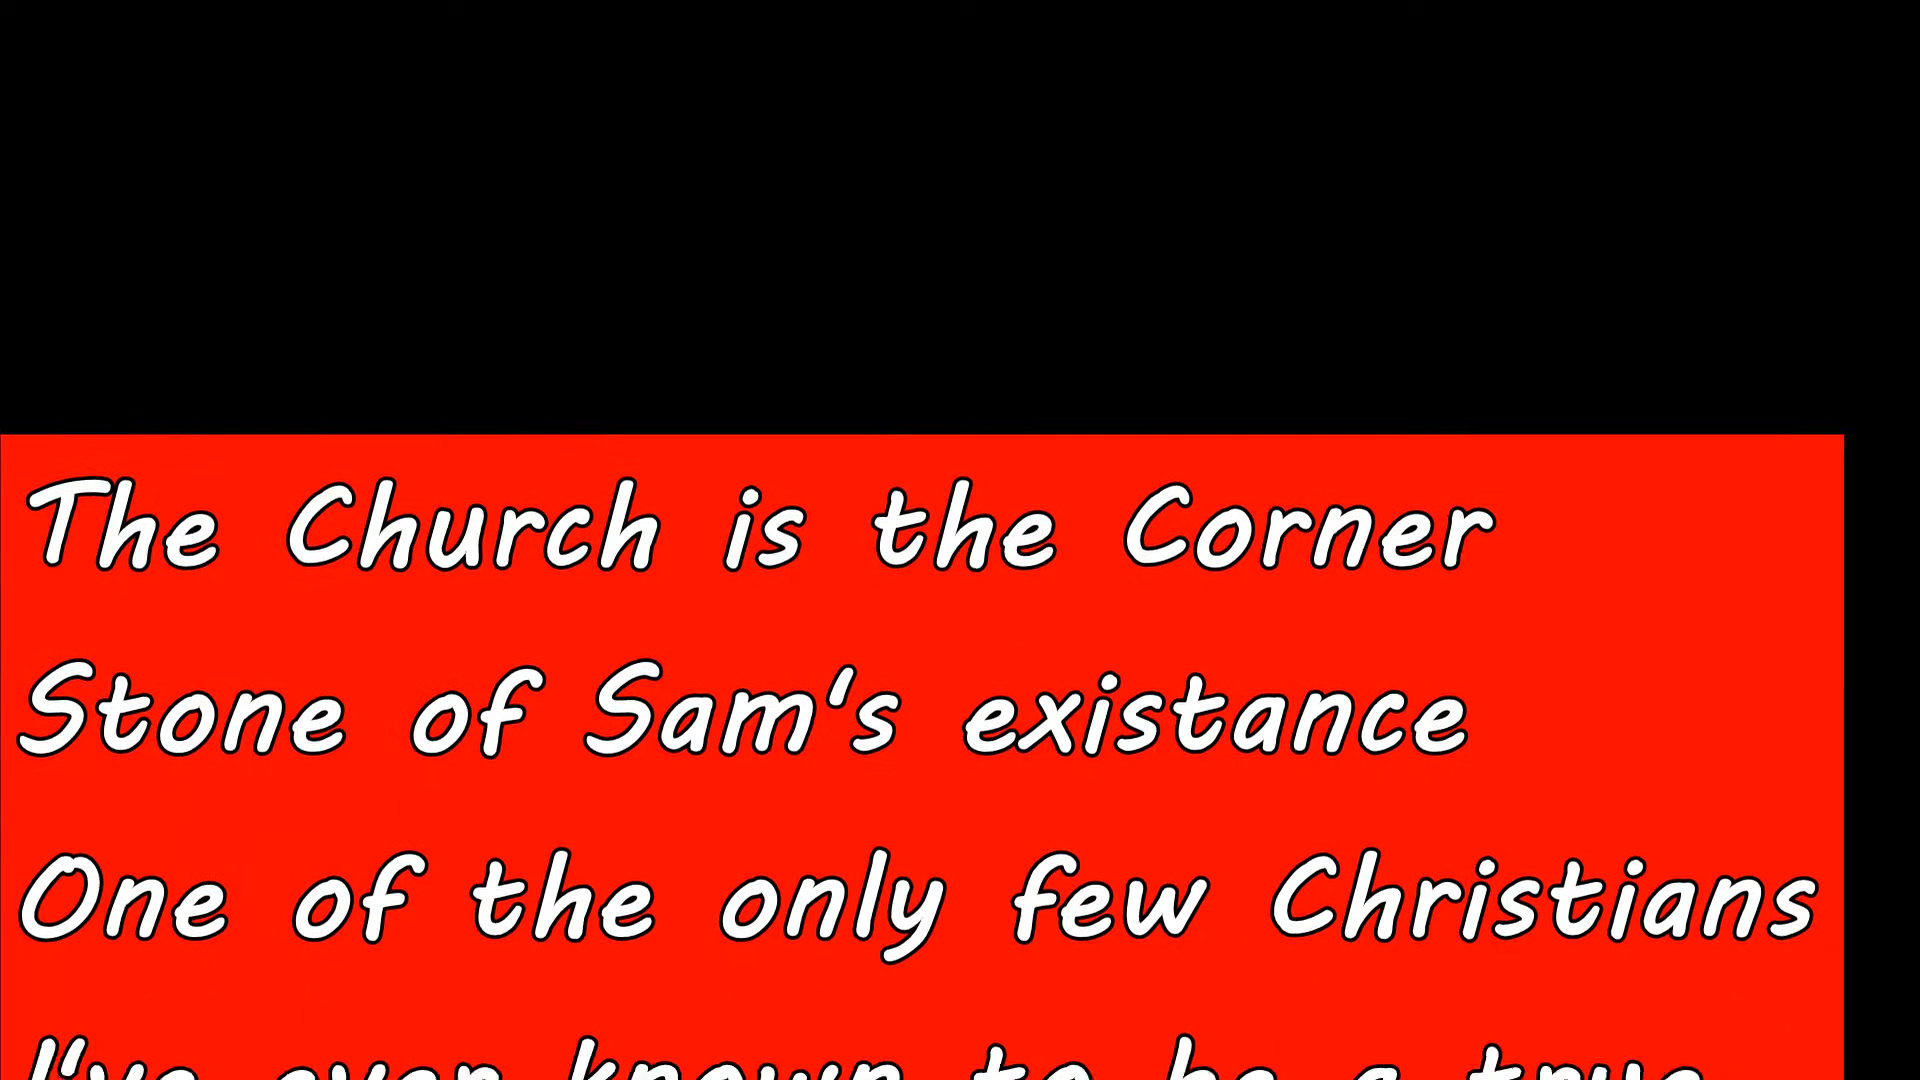 The Church is the Corner
Stone of Sam's existance
One of the only few Christians
I've ever known to be a true